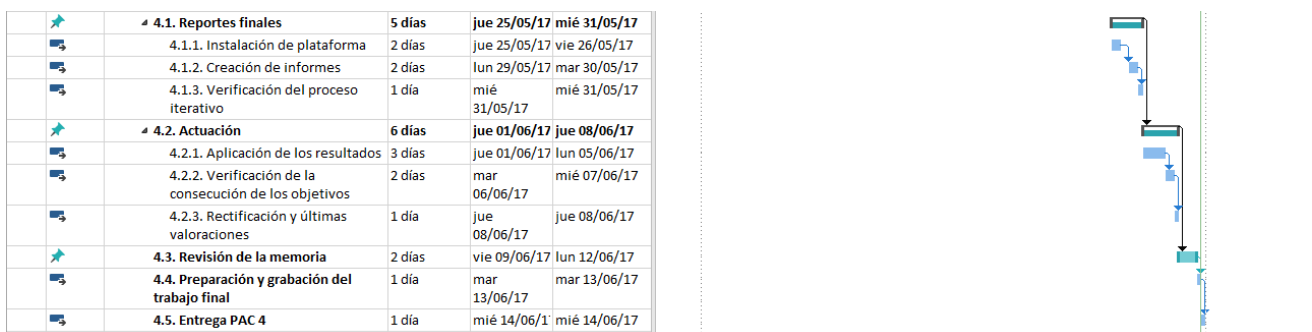 4.1. Reportes finales 5 días jue 25/05/17 mié 31/05/17
4.1.1. Instalación de plataforma 2 días jue 25/05/17 vie 26/05/17
4.1.2. Creación de informes 2 días lun 29/05/17 mar 30/05/17
4.1.3. Verificación del proceso 1 día mié mié 31/05/17
iterativo 31/05/17
4.2. Actuación 6 días jue 01/06/17 jue 08/06/17
4.2.1. Aplicación de los resultados 3 días jue 01/06/17 lun 05/06/17
4.2.2. Verificación de la 2 días mar mié 07/06/17
consecución de los objetivos 06/06/17
4.2.3. Rectificación y últimas 1 día jue jue 08/06/17
valoraciones 08/06/17
4.3. Revisión de la memoria 2 días vie 09/06/17 lun 12/06/17
4.4. Preparación y grabación del 1 día mar mar 13/06/17
trabajo final 13/06/17
4.5. Entrega PAC 4 1 día mié 14/06/1 mié 14/06/17